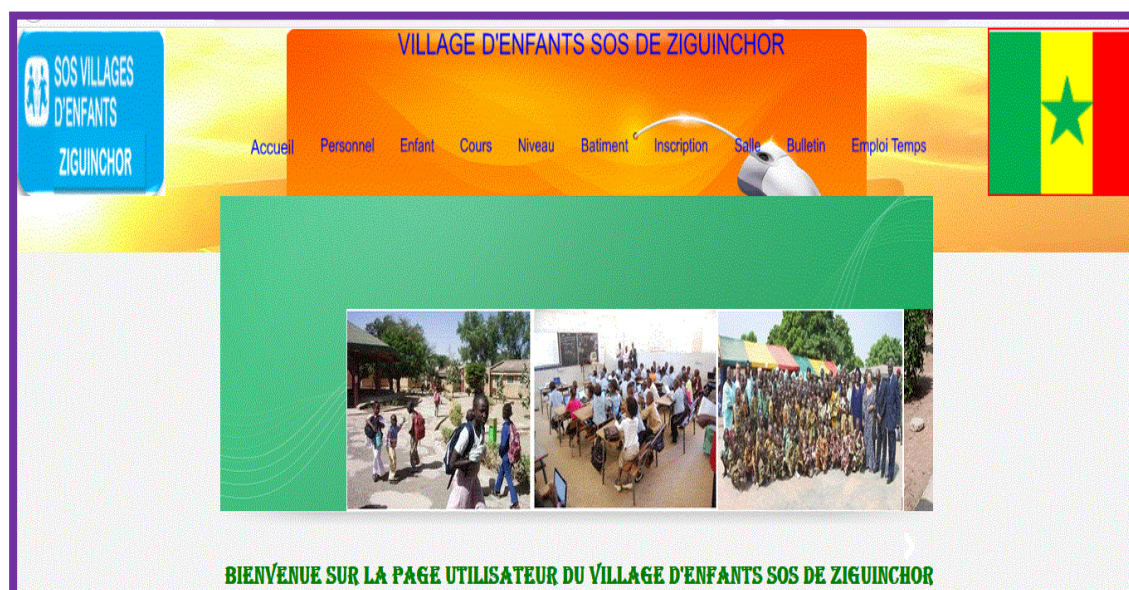 SOS VILLAGES
D'ENFANTS
ZIGUINCHOR
VILLAGE D'ENFANTS SOS DE ZIGUINCHOR
Accueil Personnel Enfant Cours Niveau Batiment Inscription Salle Bulletin Emploi Temps
BIENVENUE SUR LA PAGE UTILISATEUR DU VILLAGE D'ENFANTS SOS DE ZIGUINCHOR